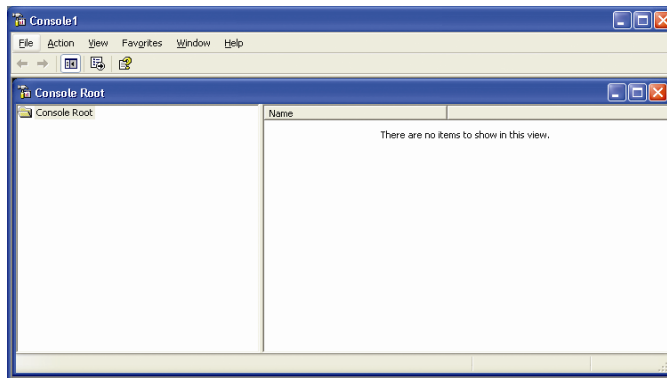 Console1
File Action View Favorites Window Help
Console Root
Console Root Name
There are no items to show in this view.